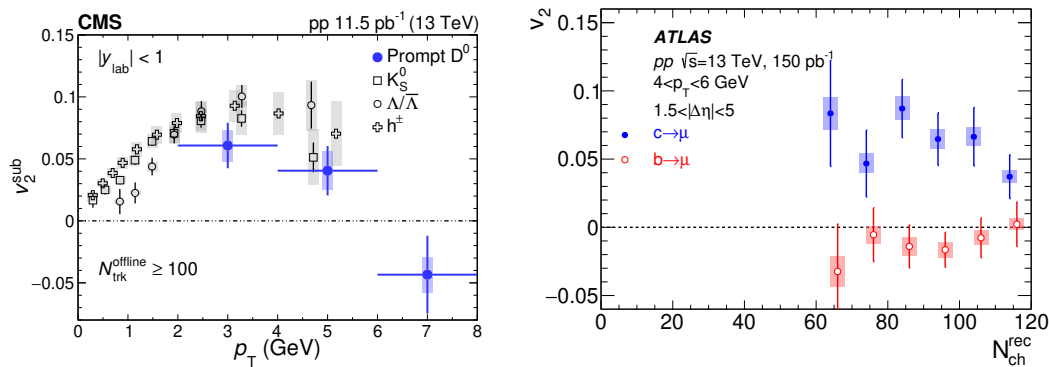 CMS pp 11.5 pb⁻¹ (13 TeV)
|y_lab| < 1
Prompt D⁰
K⁰_S
Λ/Λ̅
h^±
N_trk^offline ≥ 100
v₂^sub
0.15
0.1
0.05
0
−0.05
0 1 2 3 4 5 6 7 8
p_T (GeV)
ATLAS
pp √s=13 TeV, 150 pb⁻¹
4<p_T<6 GeV
1.5<|Δη|<5
c→μ
b→μ
v₂
0.15
0.10
0.05
0
−0.05
0 20 40 60 80 100 120
N_ch^rec